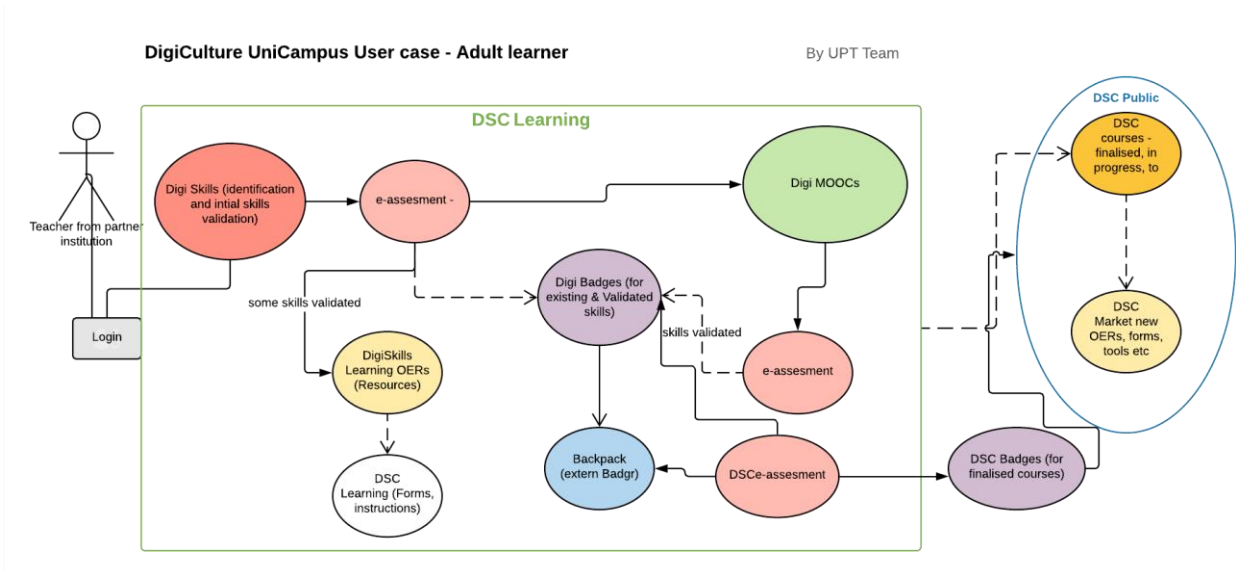 DigiCulture UniCampus User case - Adult learner
By UPT Team
DSC Public
DSC Learning
DSC
courses -
finalised, in
progress, to
Digi Skills (identification
and intial skills
validation)
e-assesment -
Digi MOOCs
Teacher from partner
institution
Digi Badges (for
existing & Validated
skills)
some skills validated
skills validated
DSC
Market new
OERs, forms,
tools etc
Login
DigiSkills
Learning OERs
(Resources)
e-assesment
Backpack
(extern Badgr)
DSCe-assesment
DSC Badges (for
finalised courses)
DSC
Learning (Forms,
instructions)